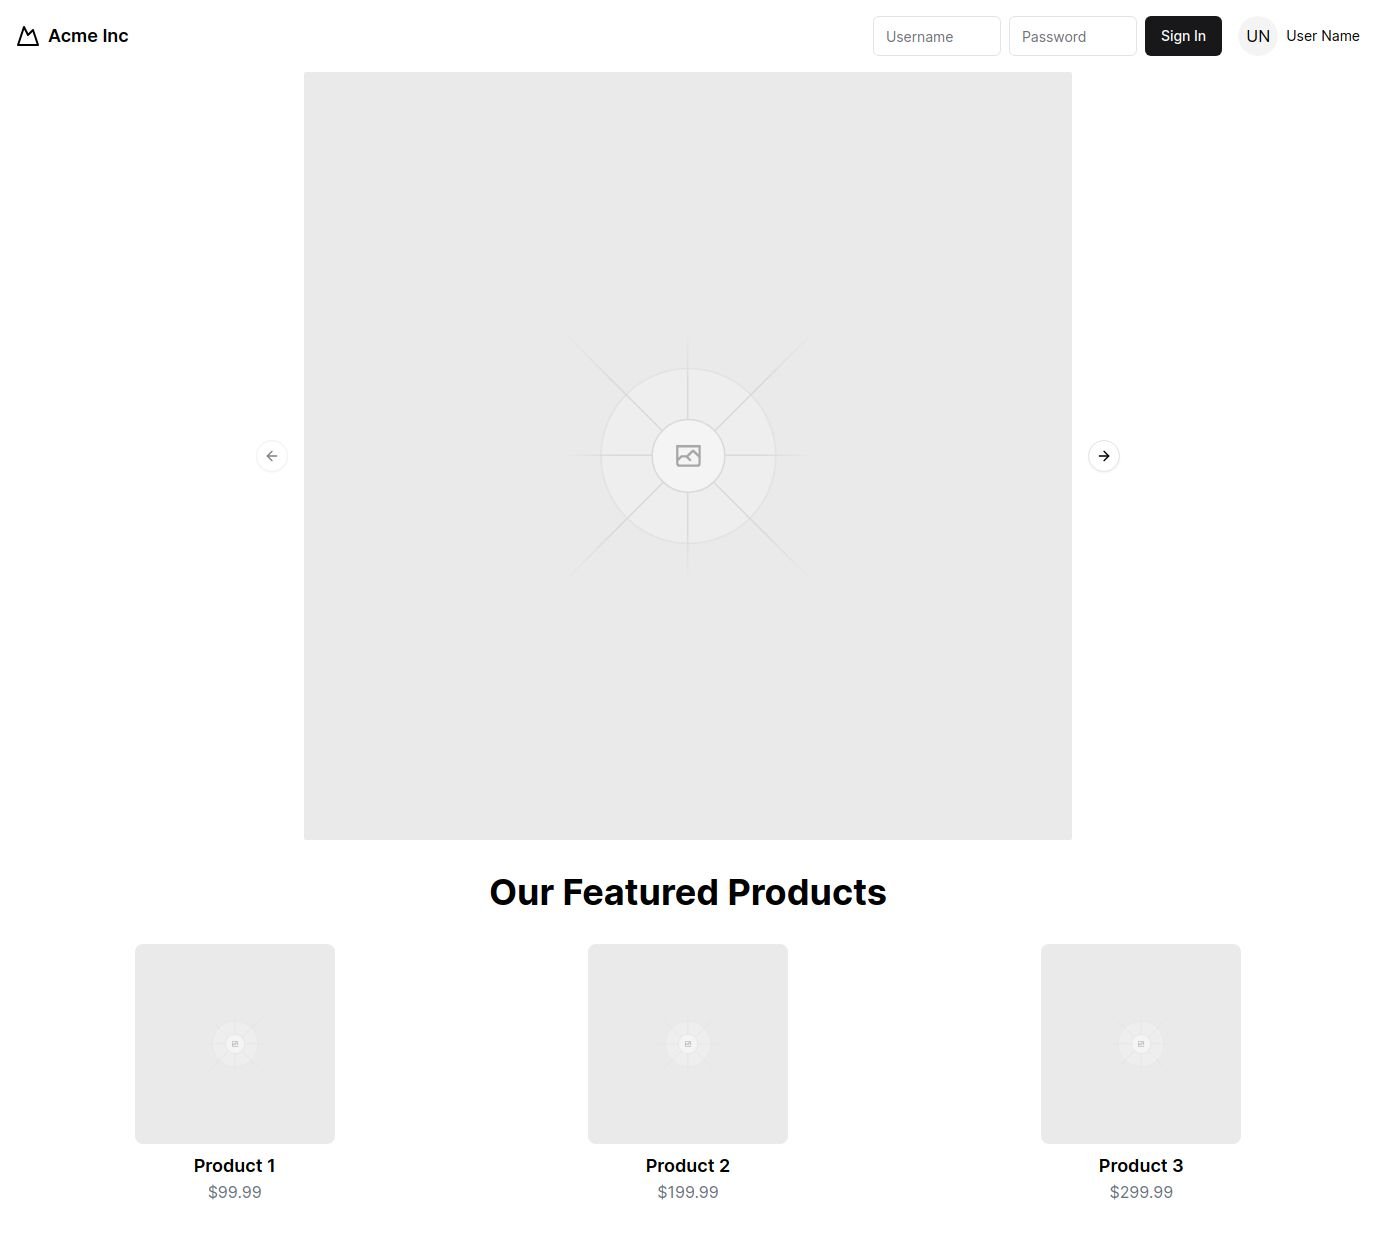 Acme Inc
Username
Password
Sign In
UN
User Name
Our Featured Products
Product 1
$99.99
Product 2
$199.99
Product 3
$299.99